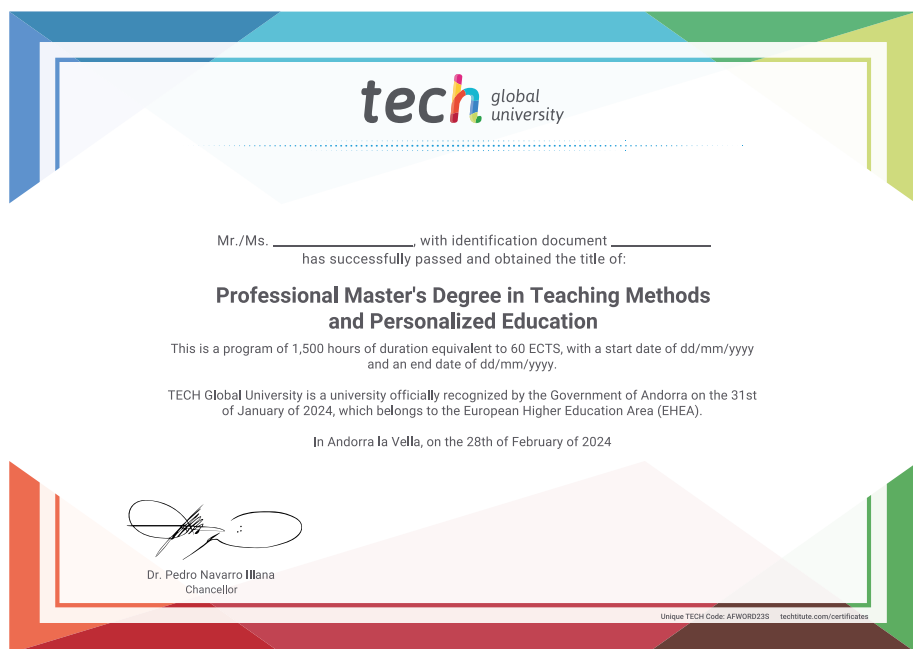 tech global
university
Mr./Ms. ____________________, with identification document ______________
has successfully passed and obtained the title of:
Professional Master's Degree in Teaching Methods
and Personalized Education
This is a program of 1,500 hours of duration equivalent to 60 ECTS, with a start date of dd/mm/yyyy
and an end date of dd/mm/yyyy.
TECH Global University is a university officially recognized by the Government of Andorra on the 31st
of January of 2024, which belongs to the European Higher Education Area (EHEA).
In Andorra la Vella, on the 28th of February of 2024
Dr. Pedro Navarro Illana
Chancellor
Unique TECH Code: AFWORD23S techtitute.com/certificates